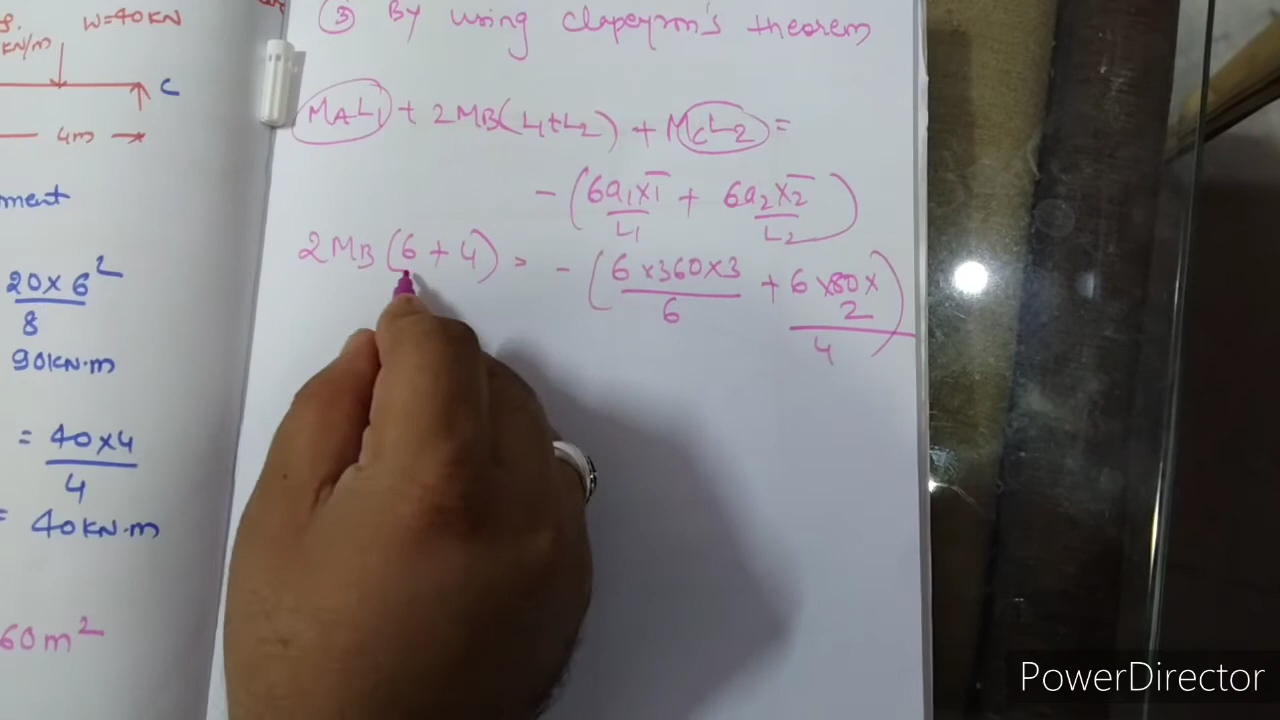 W=40KN
KN/m
C
4m
ment
20×6²
8
90KN.m
= 40×4
4
= 40KN.m
60m²
③ By using Clapeyron's theorem
MAL1 + 2MB(L1+L2) + MCL2 =
- (6a1x̄1 + 6a2x̄2)
L1 L2
2MB(6+4) = - (6×360×3 + 6×80×2)
6 4
PowerDirector